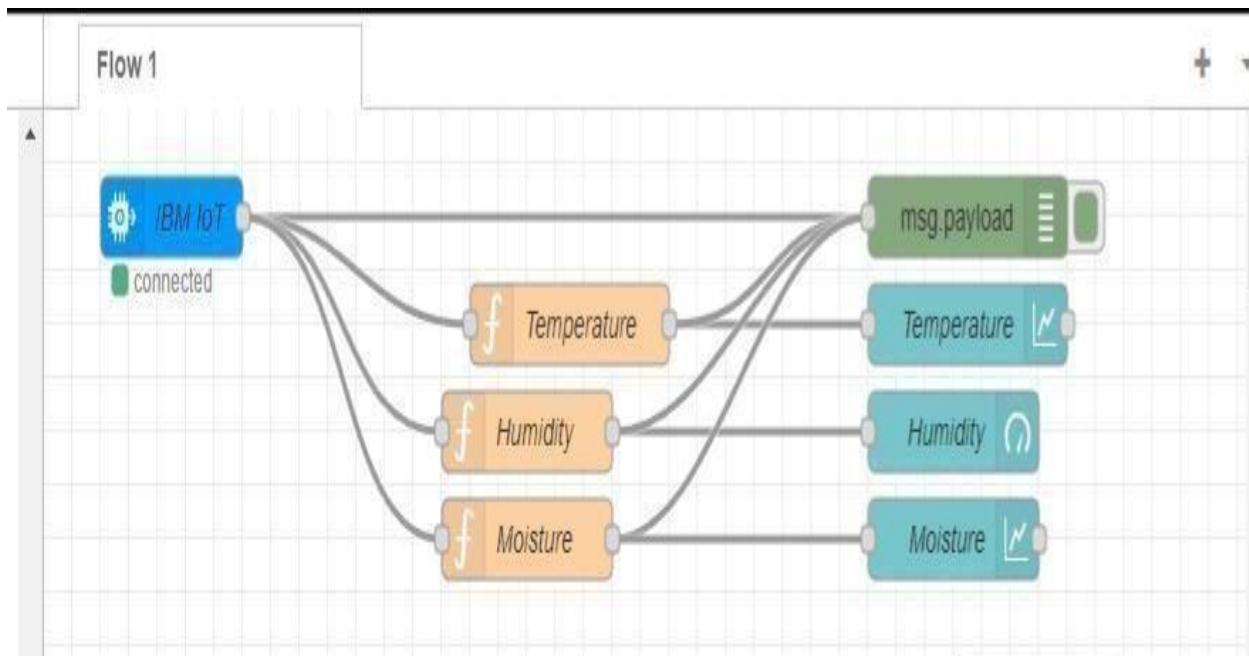 Flow 1
IBM IoT
msg.payload
connected
Temperature
Temperature
Humidity
Humidity
Moisture
Moisture